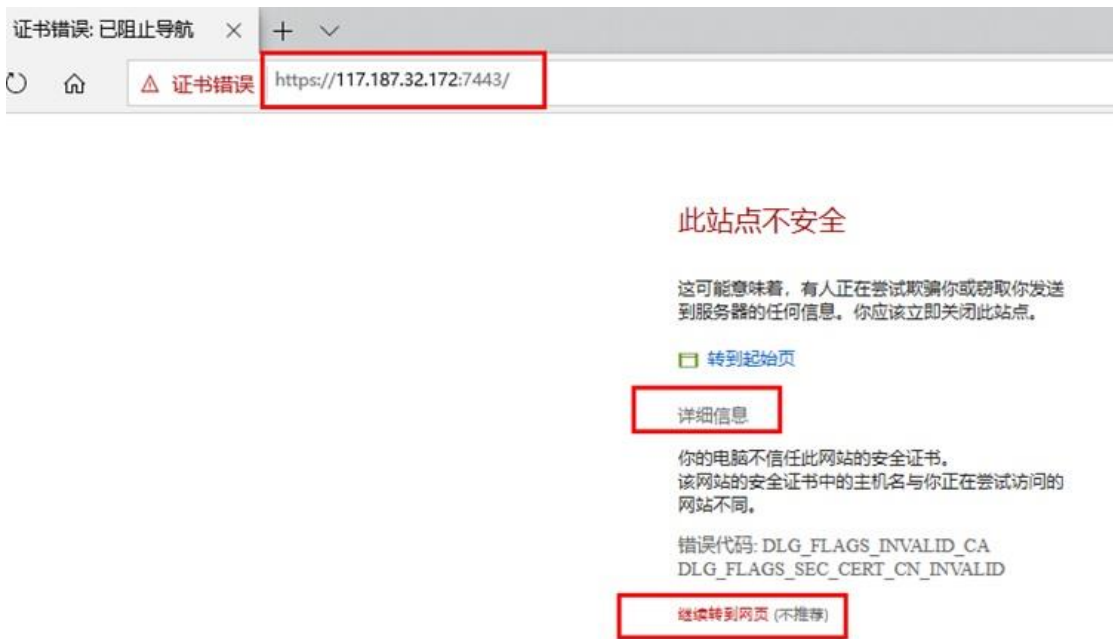 证书错误: 已阻止导航
证书错误 https://117.187.32.172:7443/
此站点不安全
这可能意味着，有人正在尝试欺骗你或窃取你发送
到服务器的任何信息。你应该立即关闭此站点。
转到起始页
详细信息
你的电脑不信任此网站的安全证书。
该网站的安全证书中的主机名与你正在尝试访问的
网站不同。
错误代码: DLG_FLAGS_INVALID_CA
DLG_FLAGS_SEC_CERT_CN_INVALID
继续转到网页 (不推荐)